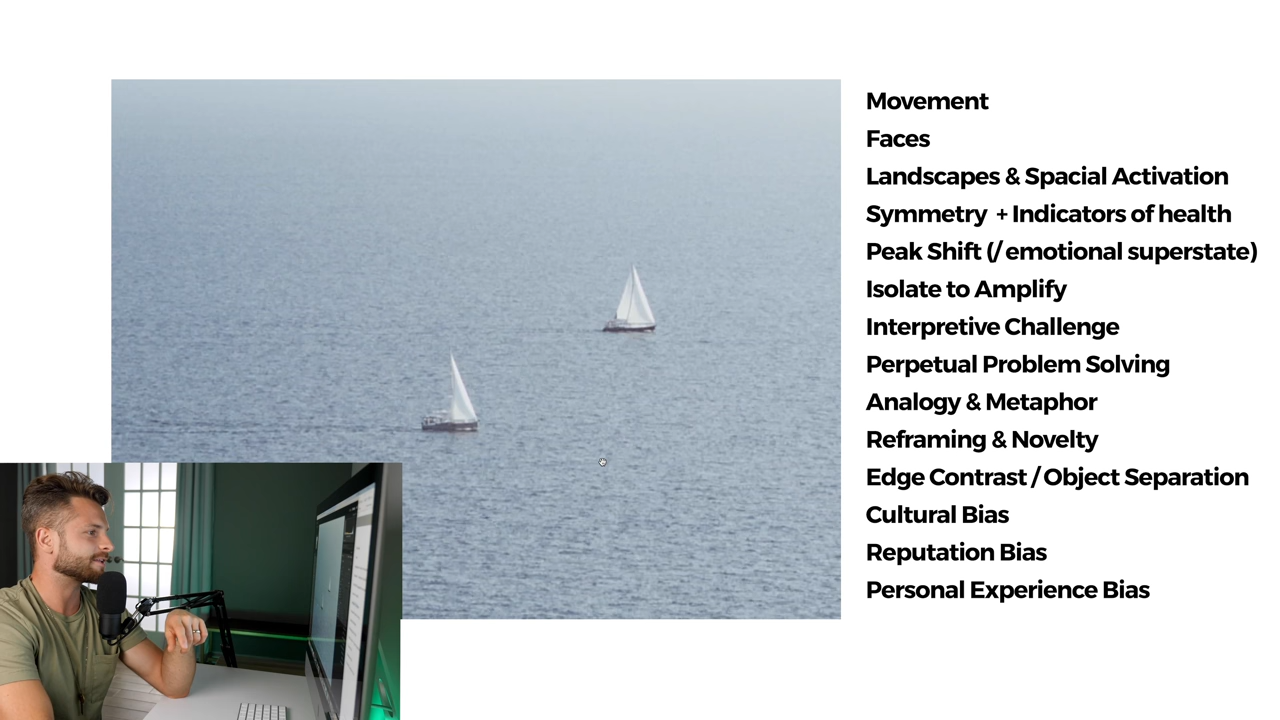 Movement
Faces
Landscapes & Spacial Activation
Symmetry + Indicators of health
Peak Shift (/ emotional superstate)
Isolate to Amplify
Interpretive Challenge
Perpetual Problem Solving
Analogy & Metaphor
Reframing & Novelty
Edge Contrast / Object Separation
Cultural Bias
Reputation Bias
Personal Experience Bias